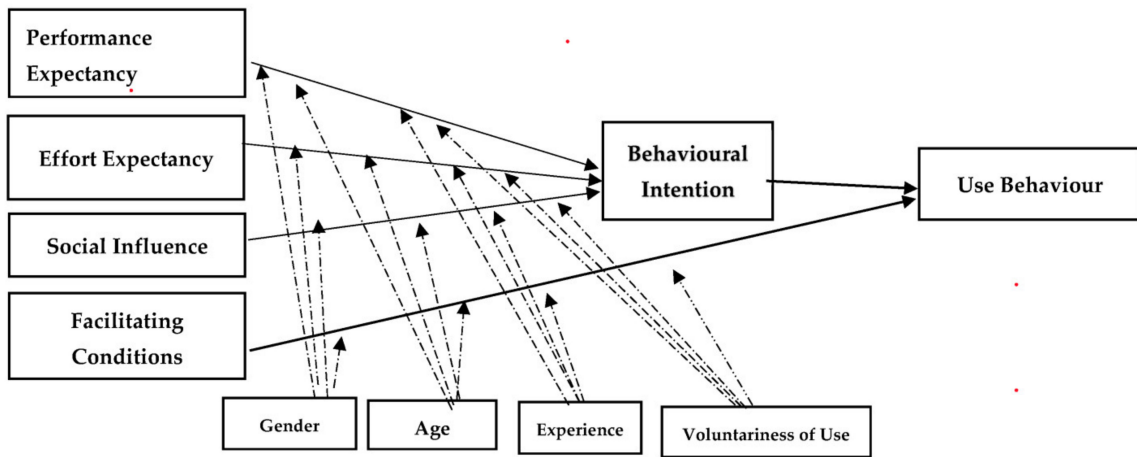 Performance
Expectancy
Effort Expectancy
Social Influence
Facilitating
Conditions
Behavioural
Intention
Use Behaviour
Gender
Age
Experience
Voluntariness of Use